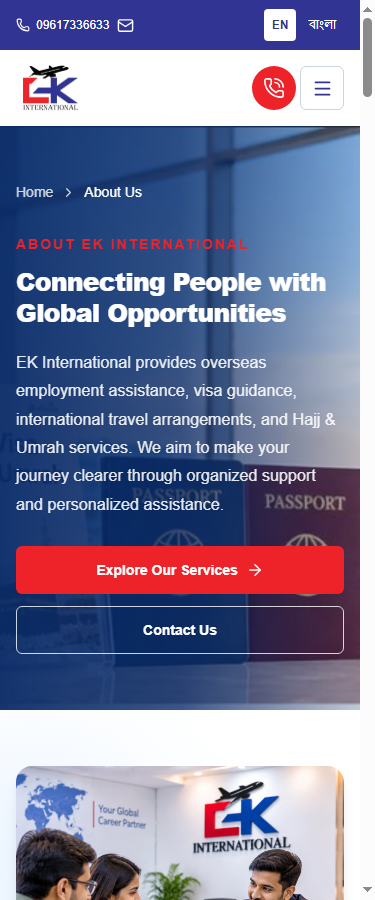 09617336633
EN
বাংলা
EK
INTERNATIONAL
Home > About Us
ABOUT EK INTERNATIONAL
Connecting People with
Global Opportunities
EK International provides overseas
employment assistance, visa guidance,
international travel arrangements, and Hajj &
Umrah services. We aim to make your
journey clearer through organized support
and personalized assistance.
PASSPORT
PASSPORT
Explore Our Services →
Contact Us
Your Global
Career Partner
EK
INTERNATIONAL